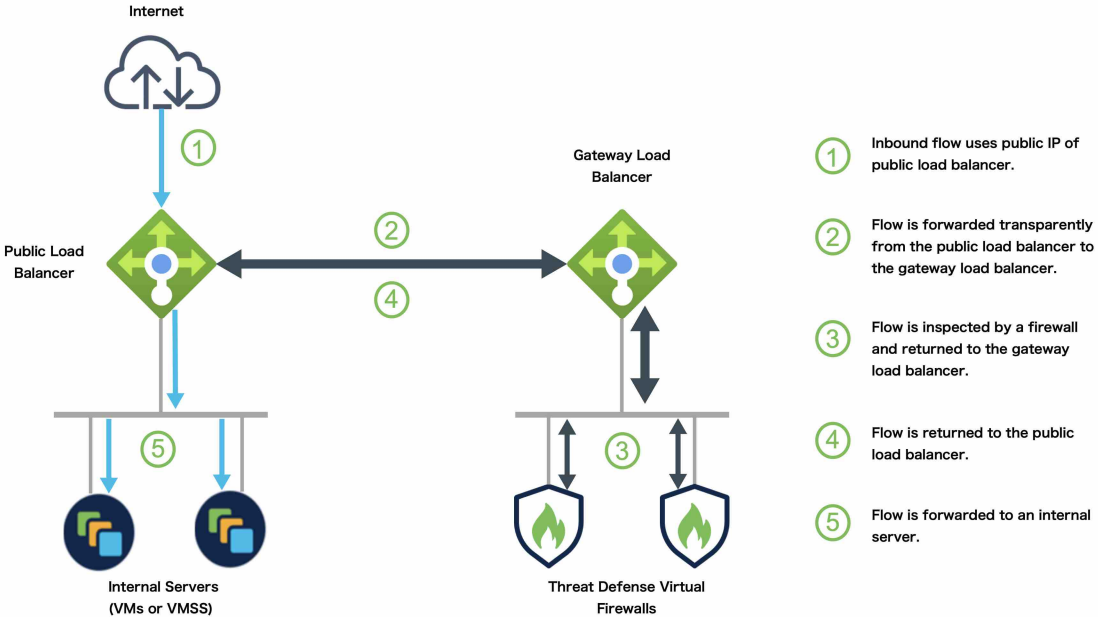 Internet
1
Gateway Load
Balancer
Public Load
Balancer
2
4
5
3
Internal Servers
(VMs or VMSS)
Threat Defense Virtual
Firewalls
1
Inbound flow uses public IP of
public load balancer.
2
Flow is forwarded transparently
from the public load balancer to
the gateway load balancer.
3
Flow is inspected by a firewall
and returned to the gateway
load balancer.
4
Flow is returned to the public
load balancer.
5
Flow is forwarded to an internal
server.